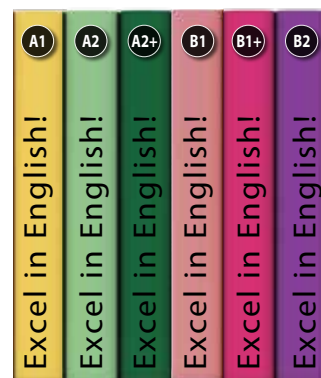 A1
Excel in English!
A2
Excel in English!
A2+
Excel in English!
B1
Excel in English!
B1+
Excel in English!
B2
Excel in English!